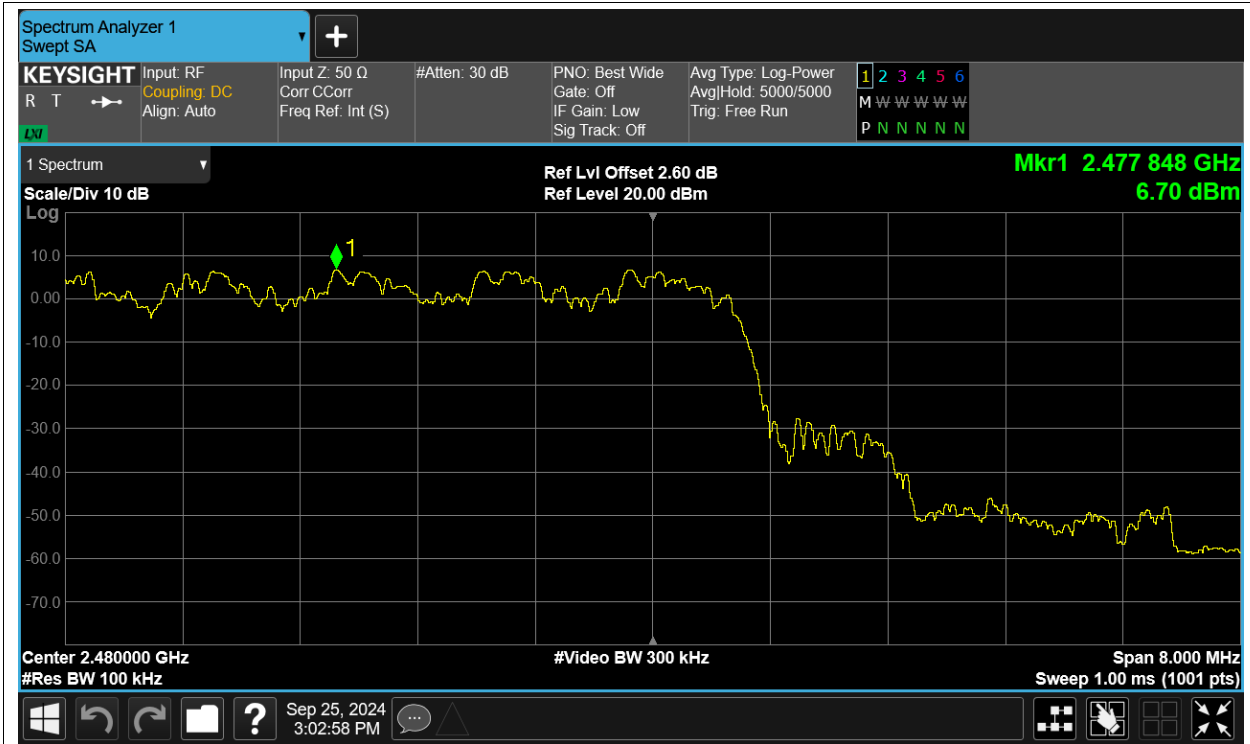 Spectrum Analyzer 1
Swept SA
KEYSIGHT
R T
LXI
Input: RF
Coupling: DC
Align: Auto
Input Z: 50 Ω
Corr CCorr
Freq Ref: Int (S)
#Atten: 30 dB
PNO: Best Wide
Gate: Off
IF Gain: Low
Sig Track: Off
Avg Type: Log-Power
Avg|Hold: 5000/5000
Trig: Free Run
1 2 3 4 5 6
M W W W W W
P N N N N N
1 Spectrum
Scale/Div 10 dB
Log
Ref Lvl Offset 2.60 dB
Ref Level 20.00 dBm
Mkr1 2.477 848 GHz
6.70 dBm
1
10.0
0.00
-10.0
-20.0
-30.0
-40.0
-50.0
-60.0
-70.0
Center 2.480000 GHz
#Res BW 100 kHz
#Video BW 300 kHz
Span 8.000 MHz
Sweep 1.00 ms (1001 pts)
?
Sep 25, 2024
3:02:58 PM